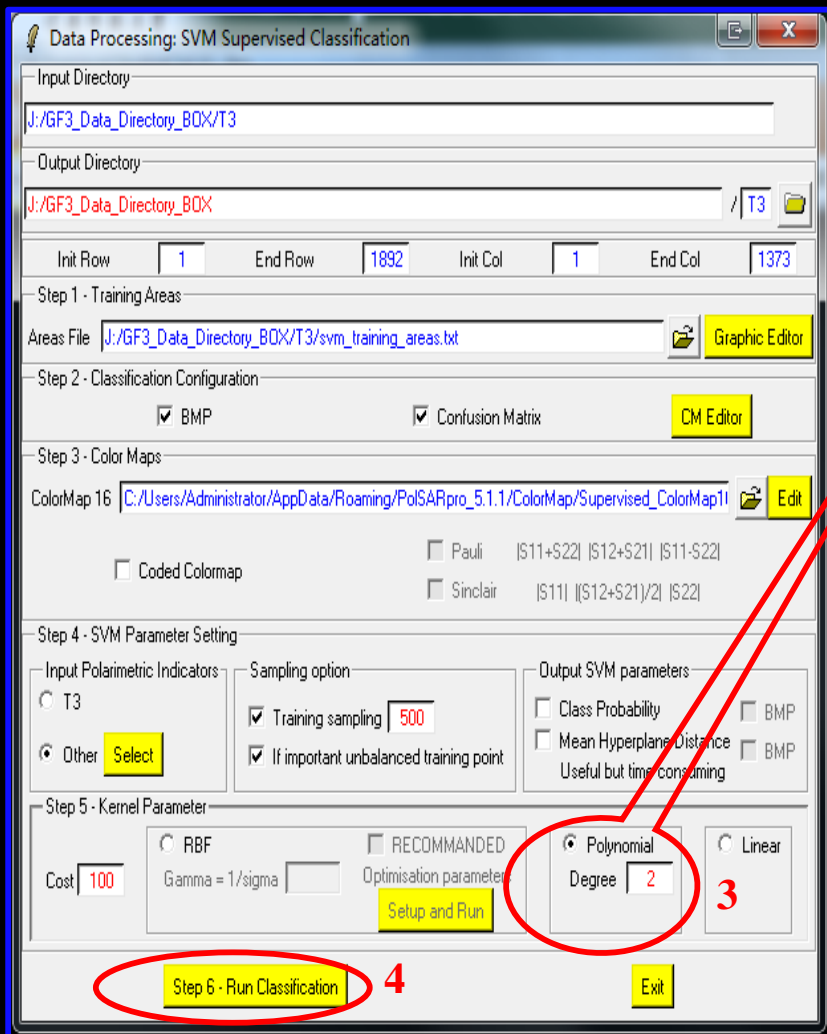 Data Processing: SVM Supervised Classification
Input Directory
J:/GF3_Data_Directory_BOX/T3
Output Directory
J:/GF3_Data_Directory_BOX / T3
Init Row 1 End Row 1892 Init Col 1 End Col 1373
Step 1 - Training Areas
Areas File J:/GF3_Data_Directory_BOX/T3/svm_training_areas.txt Graphic Editor
Step 2 - Classification Configuration
BMP Confusion Matrix CM Editor
Step 3 - Color Maps
ColorMap 16 C:/Users/Administrator/AppData/Roaming/PolSARpro_5.1.1/ColorMap/Supervised_ColorMap1 Edit
Coded Colormap
Pauli |S11+S22| |S12+S21| |S11-S22|
Sinclair |S11| |(S12+S21)/2| |S22|
Step 4 - SVM Parameter Setting
Input Polarimetric Indicators
T3
Other Select
Sampling option
Training sampling 500
If important unbalanced training point
Output SVM parameters
Class Probability BMP
Mean Hyperplane Distance BMP
Useful but time consuming
Step 5 - Kernel Parameter
Cost 100
RBF RECOMMANDED
Gamma = 1/sigma Optimisation parameters
Setup and Run
Polynomial
Degree 2
3
Linear
Step 6 - Run Classification
4
Exit